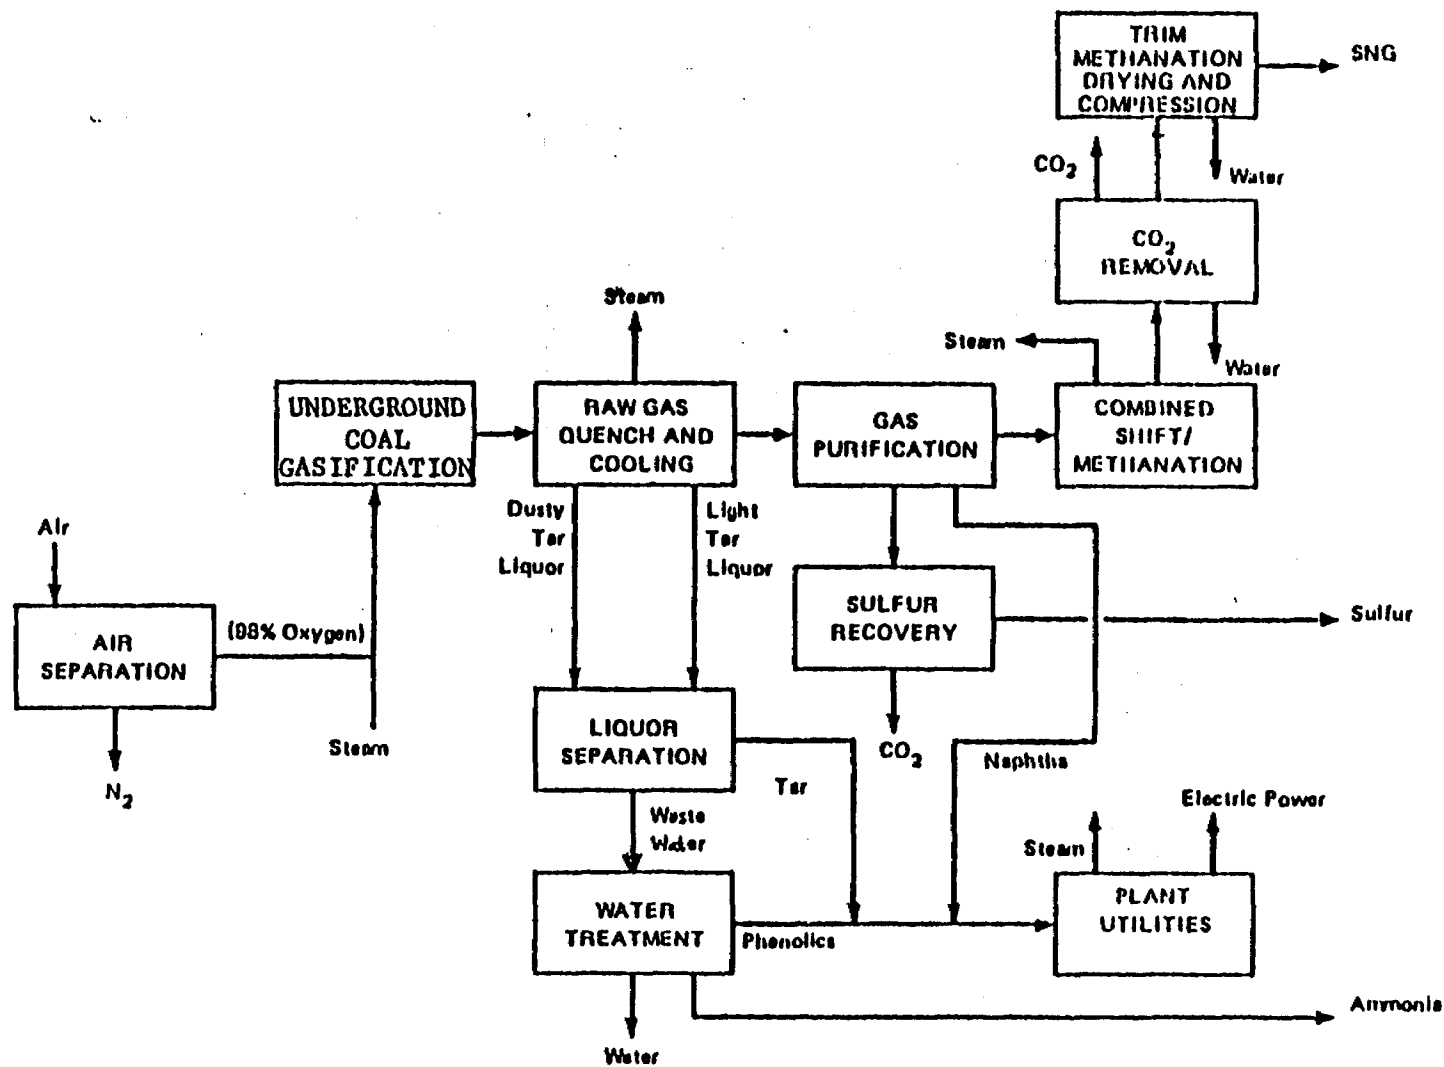 TRIM
METHANATION
DRYING AND
COMPRESSION
SNG
CO2
Water
CO2
REMOVAL
Steam
Steam
Water
UNDERGROUND
COAL
GASIFICATION
RAW GAS
QUENCH AND
COOLING
GAS
PURIFICATION
COMBINED
SHIFT/
METHANATION
Dusty
Tar
Liquor
Light
Tar
Liquor
Air
AIR
SEPARATION
(98% Oxygen)
SULFUR
RECOVERY
Sulfur
Steam
N2
LIQUOR
SEPARATION
CO2
Naphtha
Tar
Waste
Water
Electric Power
Steam
WATER
TREATMENT
Phenolics
PLANT
UTILITIES
Ammonia
Water